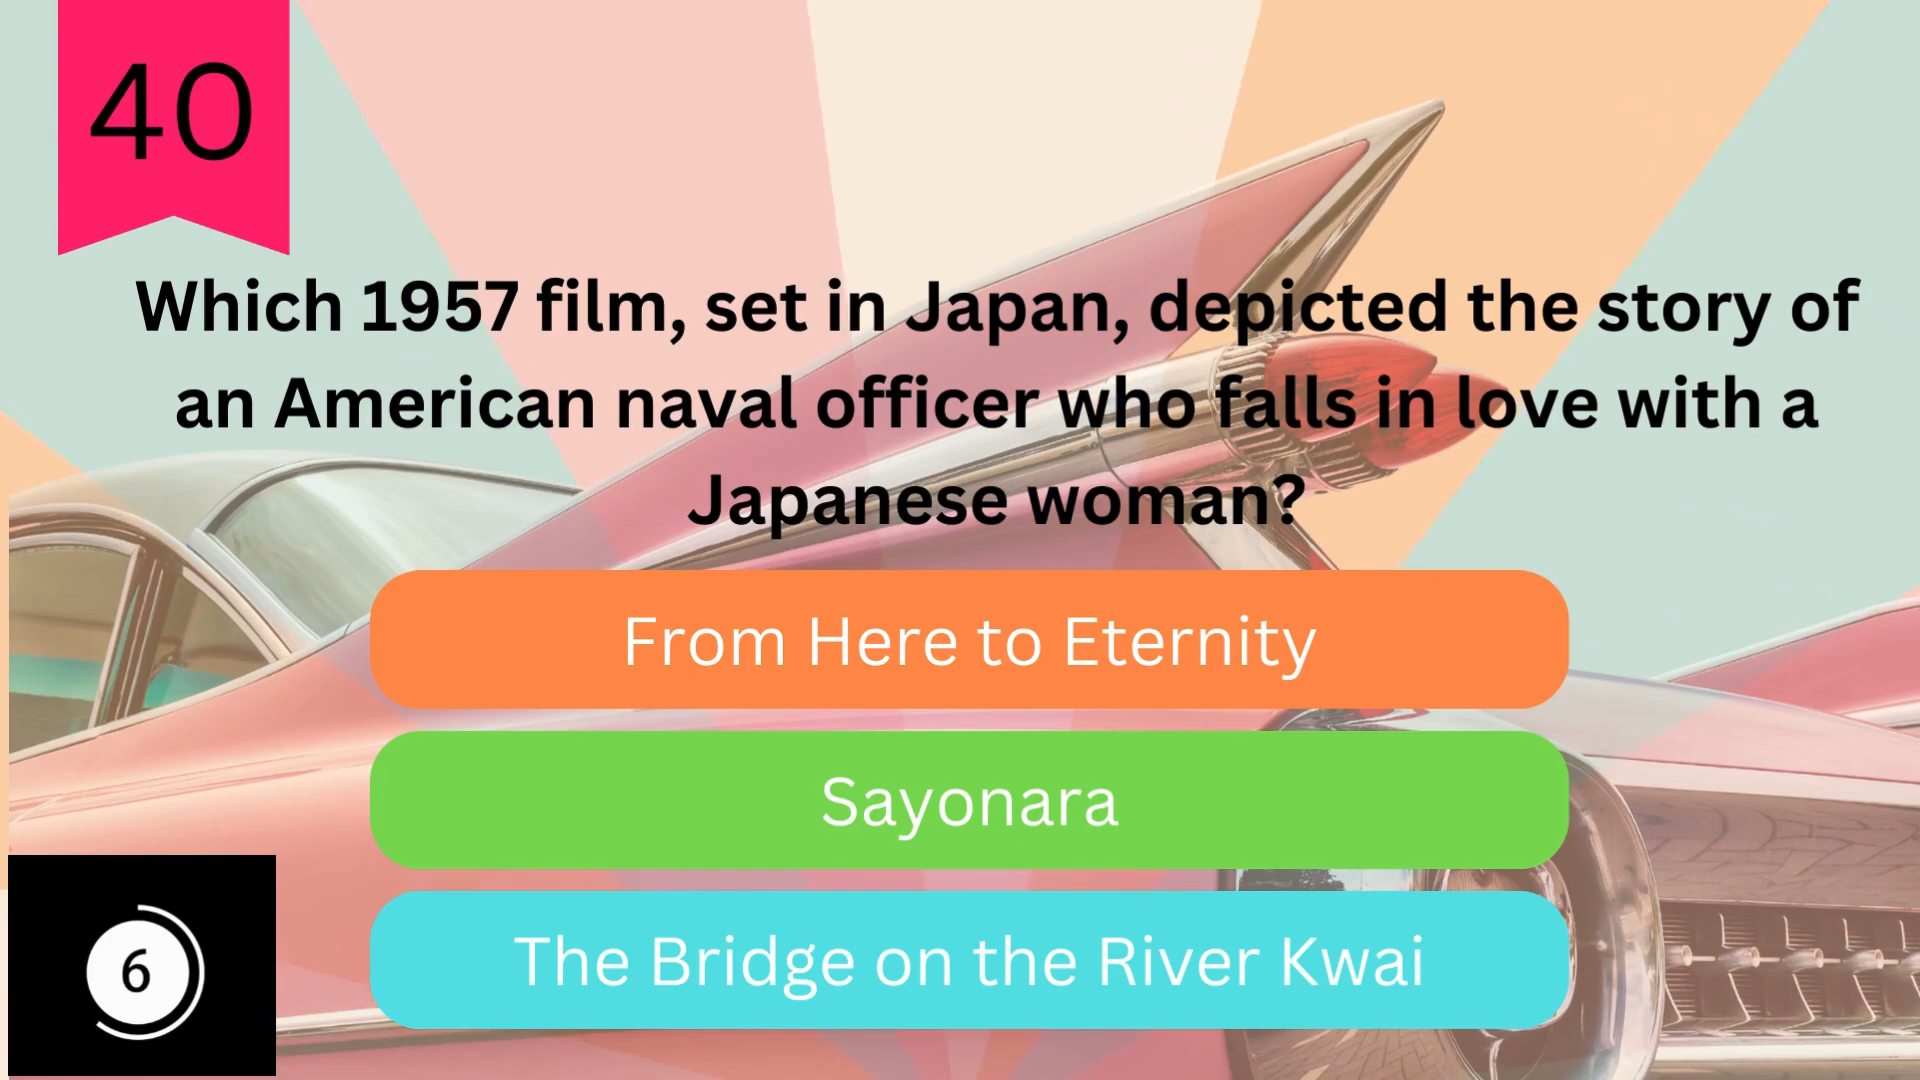 40
Which 1957 film, set in Japan, depicted the story of
an American naval officer who falls in love with a
Japanese woman?
From Here to Eternity
Sayonara
The Bridge on the River Kwai
6